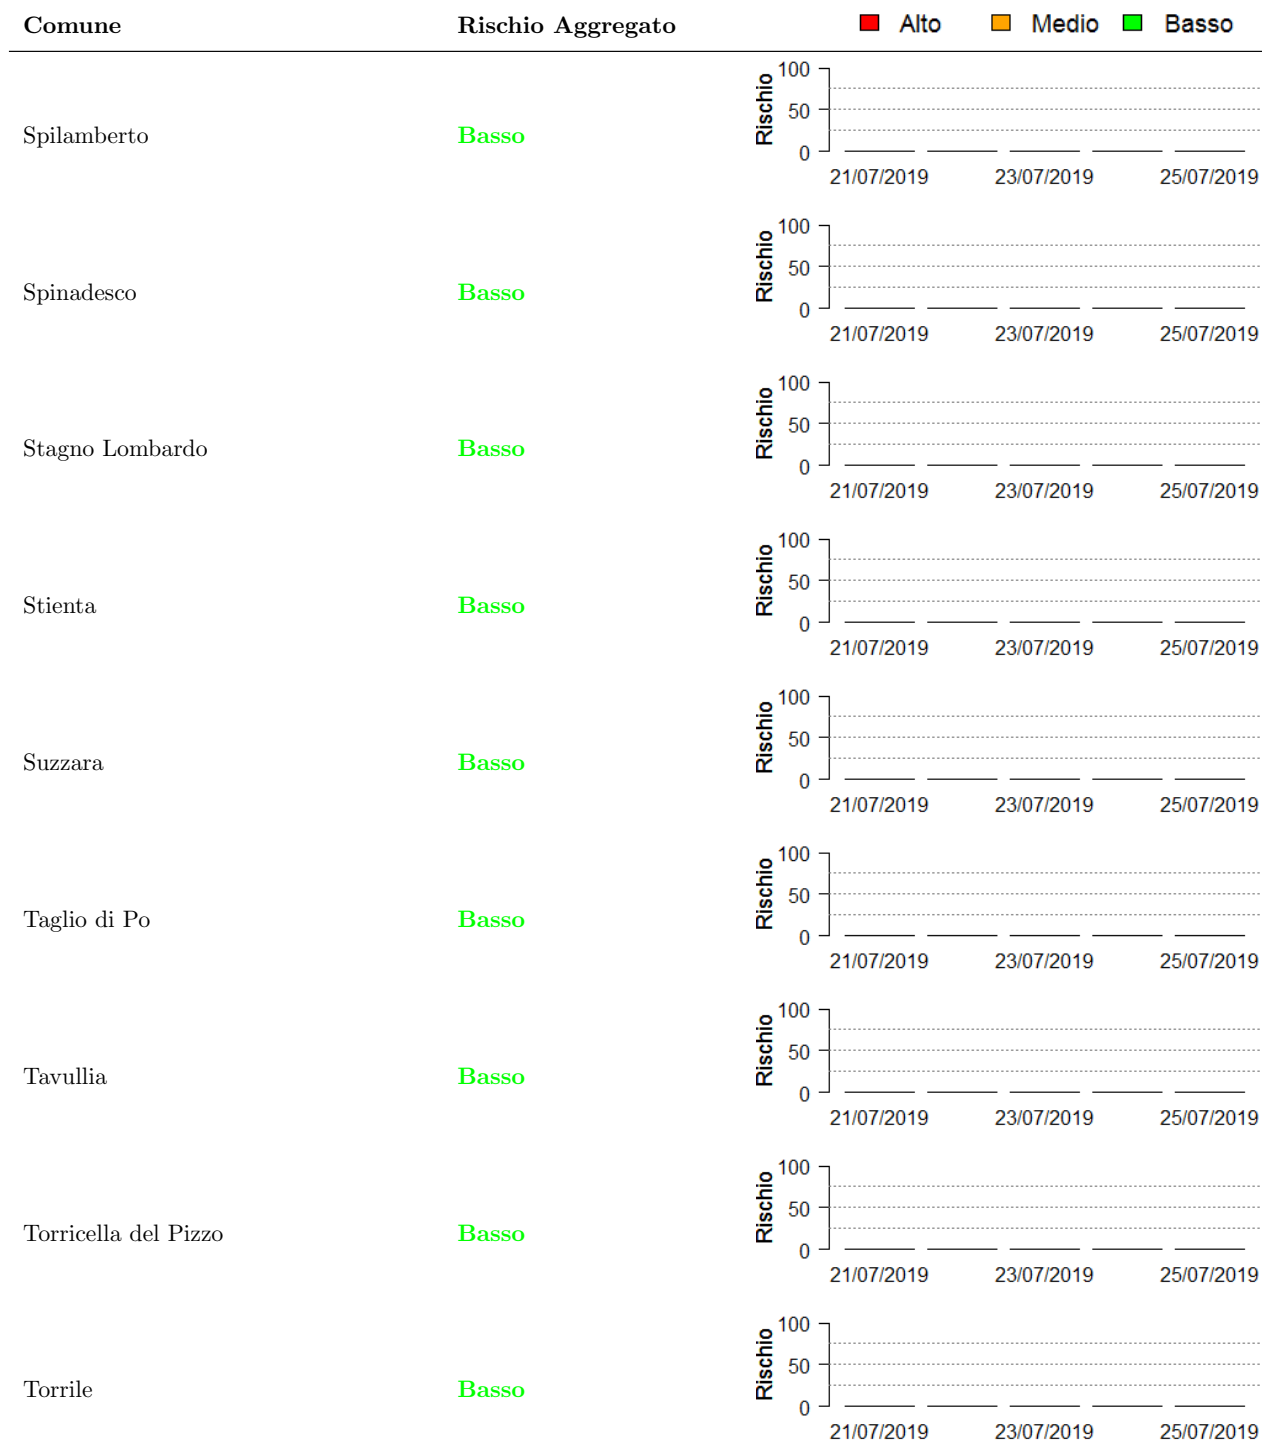 Comune Rischio Aggregato Alto Medio Basso
100
50
0
Rischio
Spilamberto Basso
21/07/2019 23/07/2019 25/07/2019
100
50
0
Rischio
Spinadesco Basso
21/07/2019 23/07/2019 25/07/2019
100
50
0
Rischio
Stagno Lombardo Basso
21/07/2019 23/07/2019 25/07/2019
100
50
0
Rischio
Stienta Basso
21/07/2019 23/07/2019 25/07/2019
100
50
0
Rischio
Suzzara Basso
21/07/2019 23/07/2019 25/07/2019
100
50
0
Rischio
Taglio di Po Basso
21/07/2019 23/07/2019 25/07/2019
100
50
0
Rischio
Tavullia Basso
21/07/2019 23/07/2019 25/07/2019
100
50
0
Rischio
Torricella del Pizzo Basso
21/07/2019 23/07/2019 25/07/2019
100
50
0
Rischio
Torrile Basso
21/07/2019 23/07/2019 25/07/2019